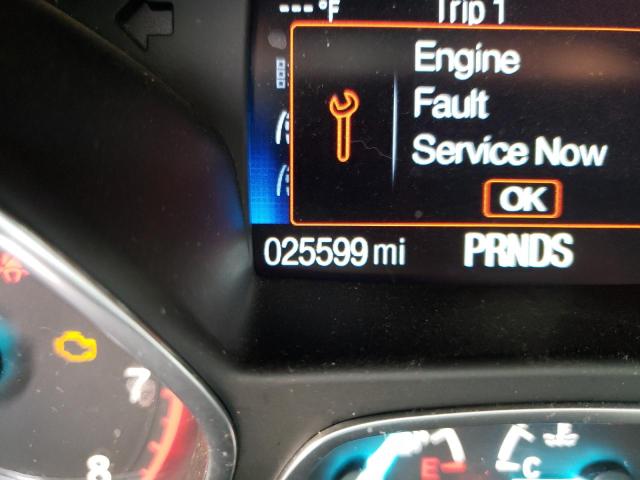 ---°F
Trip 1
Engine
Fault
Service Now
OK
025599 mi
PRNDS
7
8
E
C